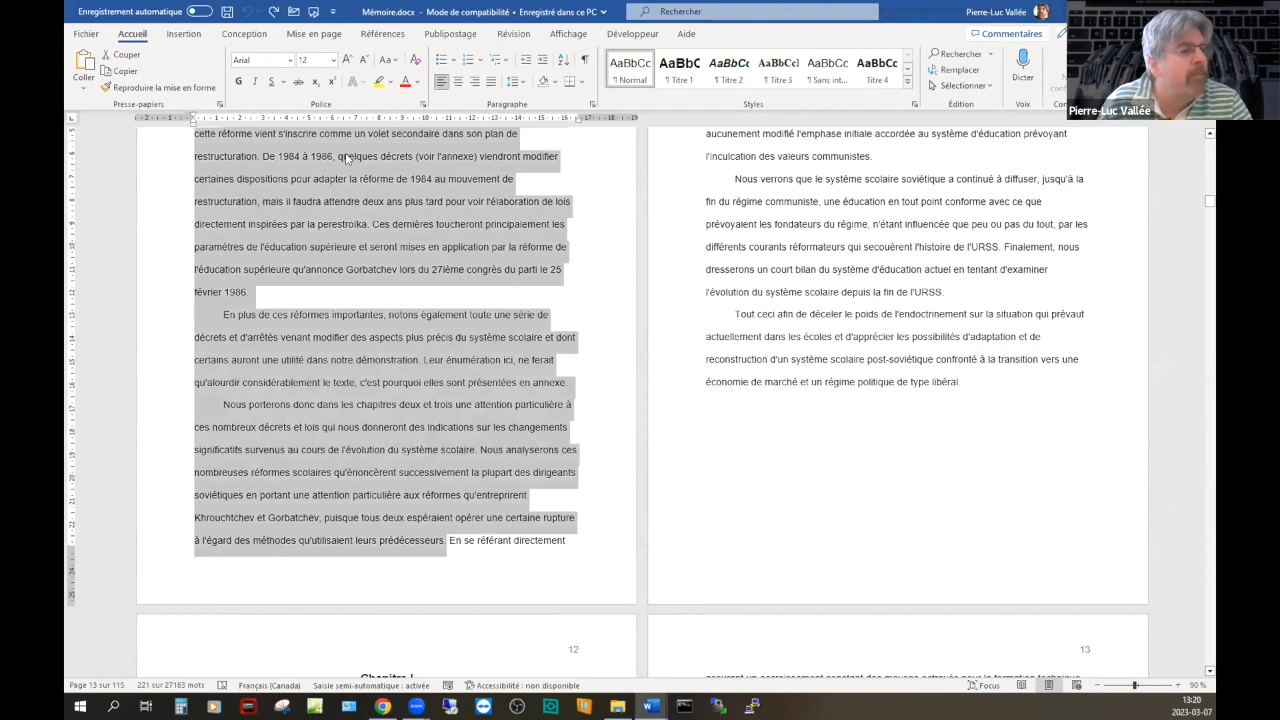 Enregistrement automatique
Mémoire.docx - Mode de compatibilité • Enregistré dans ce PC
Rechercher
Pierre-Luc Vallée
Fichier Accueil Insertion Conception Mise en page Références Publipostage Révision Affichage Développeur Aide
Commentaires
Coller
Couper
Copier
Reproduire la mise en forme
Presse-papiers
Arial 12
Police
Paragraphe
AaBbCc AaBbC AaBbCc AaBbCcI AaBbCc AaBbCc
¶ Normal ¶ Titre 1 ¶ Titre 2 ¶ Titre 3 ¶ Sans int... Titre 4
Styles
Rechercher
Remplacer
Sélectionner
Modification
Dicter
Voix
Pierre-Luc Vallée
cette réforme vient s'inscrire comme un volet secondaire dans son plan de
restructuration. De 1984 à 1986, quelques décrets (voir l'annexe) viendront modifier
certaines dispositions pour adapter la réforme de 1984 au mouvement de
restructuration, mais il faudra attendre deux ans plus tard pour voir l'élaboration de lois
directement inspirées par la perestroïka. Ces dernières toucheront principalement les
paramètres de l'éducation supérieure et seront mises en application par la réforme de
l'éducation supérieure qu'annonce Gorbatchev lors du 27ième congrès du parti le 25
février 1986.
En plus de ces réformes importantes, notons également toute une série de
décrets et d'arrêtés venant modifier des aspects plus précis du système scolaire et dont
certains auront une utilité dans notre démonstration. Leur énumération ici, ne ferait
qu'alourdir considérablement le texte, c'est pourquoi elles sont présentées en annexe.
Nous porterons donc dans les chapitres deux et trois une attention particulière à
ces nombreux décrets et lois qui nous donneront des indications sur les changements
significatifs survenus au cours de l'évolution du système scolaire. Nous analyserons ces
nombreuses réformes scolaires qu'énoncèrent successivement la plupart des dirigeants
soviétiques en portant une attention particulière aux réformes qu'entreprirent
Khrouchtchev et Gorbatchev, puisque tous deux espéraient opérer une certaine rupture
à l'égard des méthodes qu'utilisaient leurs prédécesseurs. En se référant directement
aucunement modifié l'emphase initiale accordée au système d'éducation prévoyant
l'inculcation des valeurs communistes.
Nous verrons que le système scolaire soviétique a continué à diffuser, jusqu'à la
fin du régime communiste, une éducation en tout point conforme avec ce que
prévoyaient les fondateurs du régime, n'étant influencée que peu ou pas du tout, par les
différents courants réformateurs qui secouèrent l'histoire de l'URSS. Finalement, nous
dresserons un court bilan du système d'éducation actuel en tentant d'examiner
l'évolution du système scolaire depuis la fin de l'URSS.
Tout ceci afin de déceler le poids de l'endoctrinement sur la situation qui prévaut
actuellement dans les écoles et d'apprécier les possibilités d'adaptation et de
reconstruction d'un système scolaire post-soviétique confronté à la transition vers une
économie de marché et un régime politique de type libéral.
12
Chapitre I
13
Page 13 sur 115 221 sur 27163 mots Français (Canada) Saisie semi-automatique : activée Accessibilité : non disponible
Focus 90 %
13:20
2023-03-07